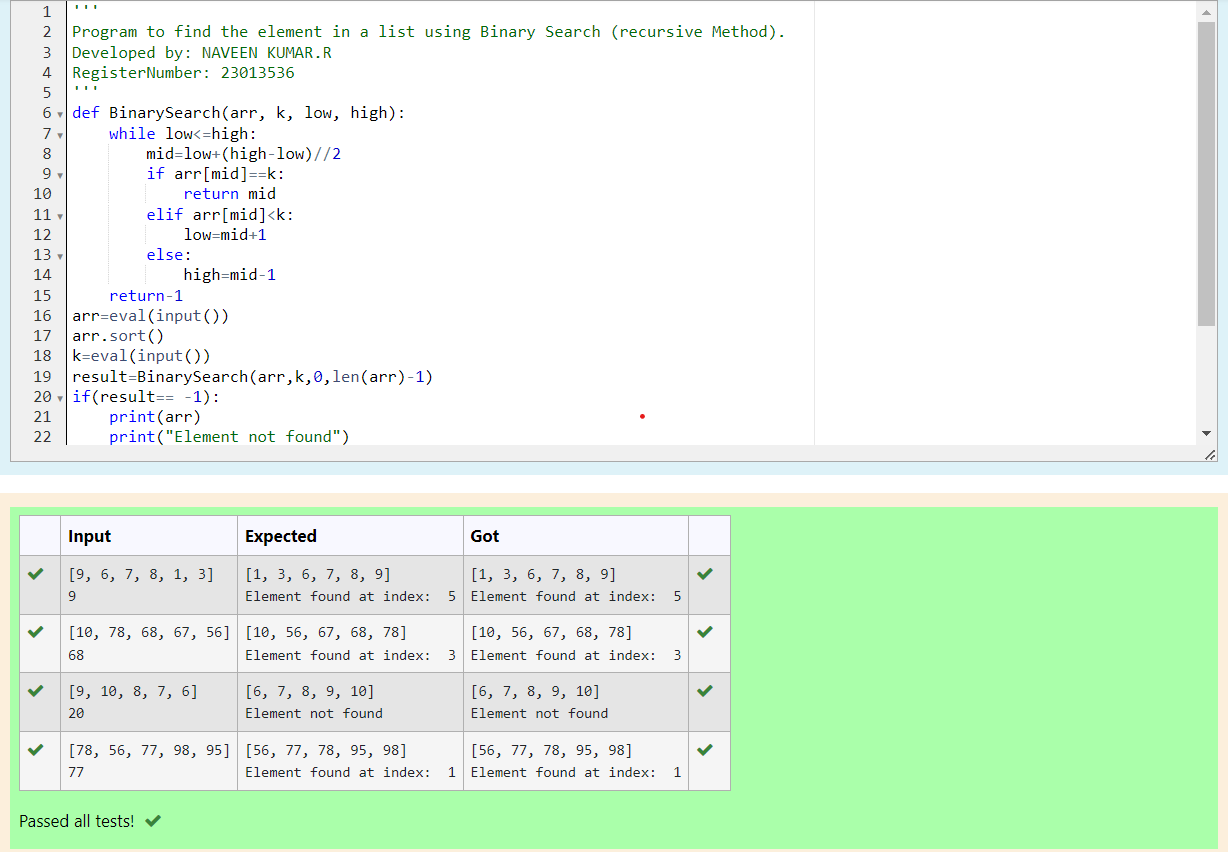 1 '''
2 Program to find the element in a list using Binary Search (recursive Method).
3 Developed by: NAVEEN KUMAR.R
4 RegisterNumber: 23013536
5 '''
6 def BinarySearch(arr, k, low, high):
7     while low<=high:
8         mid=low+(high-low)//2
9         if arr[mid]==k:
10             return mid
11         elif arr[mid]<k:
12             low=mid+1
13         else:
14             high=mid-1
15     return-1
16 arr=eval(input())
17 arr.sort()
18 k=eval(input())
19 result=BinarySearch(arr,k,0,len(arr)-1)
20 if(result== -1):
21     print(arr)
22     print("Element not found")
Input Expected Got
[9, 6, 7, 8, 1, 3] [1, 3, 6, 7, 8, 9] [1, 3, 6, 7, 8, 9]
9 Element found at index:  5 Element found at index:  5
[10, 78, 68, 67, 56] [10, 56, 67, 68, 78] [10, 56, 67, 68, 78]
68 Element found at index:  3 Element found at index:  3
[9, 10, 8, 7, 6] [6, 7, 8, 9, 10] [6, 7, 8, 9, 10]
20 Element not found Element not found
[78, 56, 77, 98, 95] [56, 77, 78, 95, 98] [56, 77, 78, 95, 98]
77 Element found at index:  1 Element found at index:  1
Passed all tests!